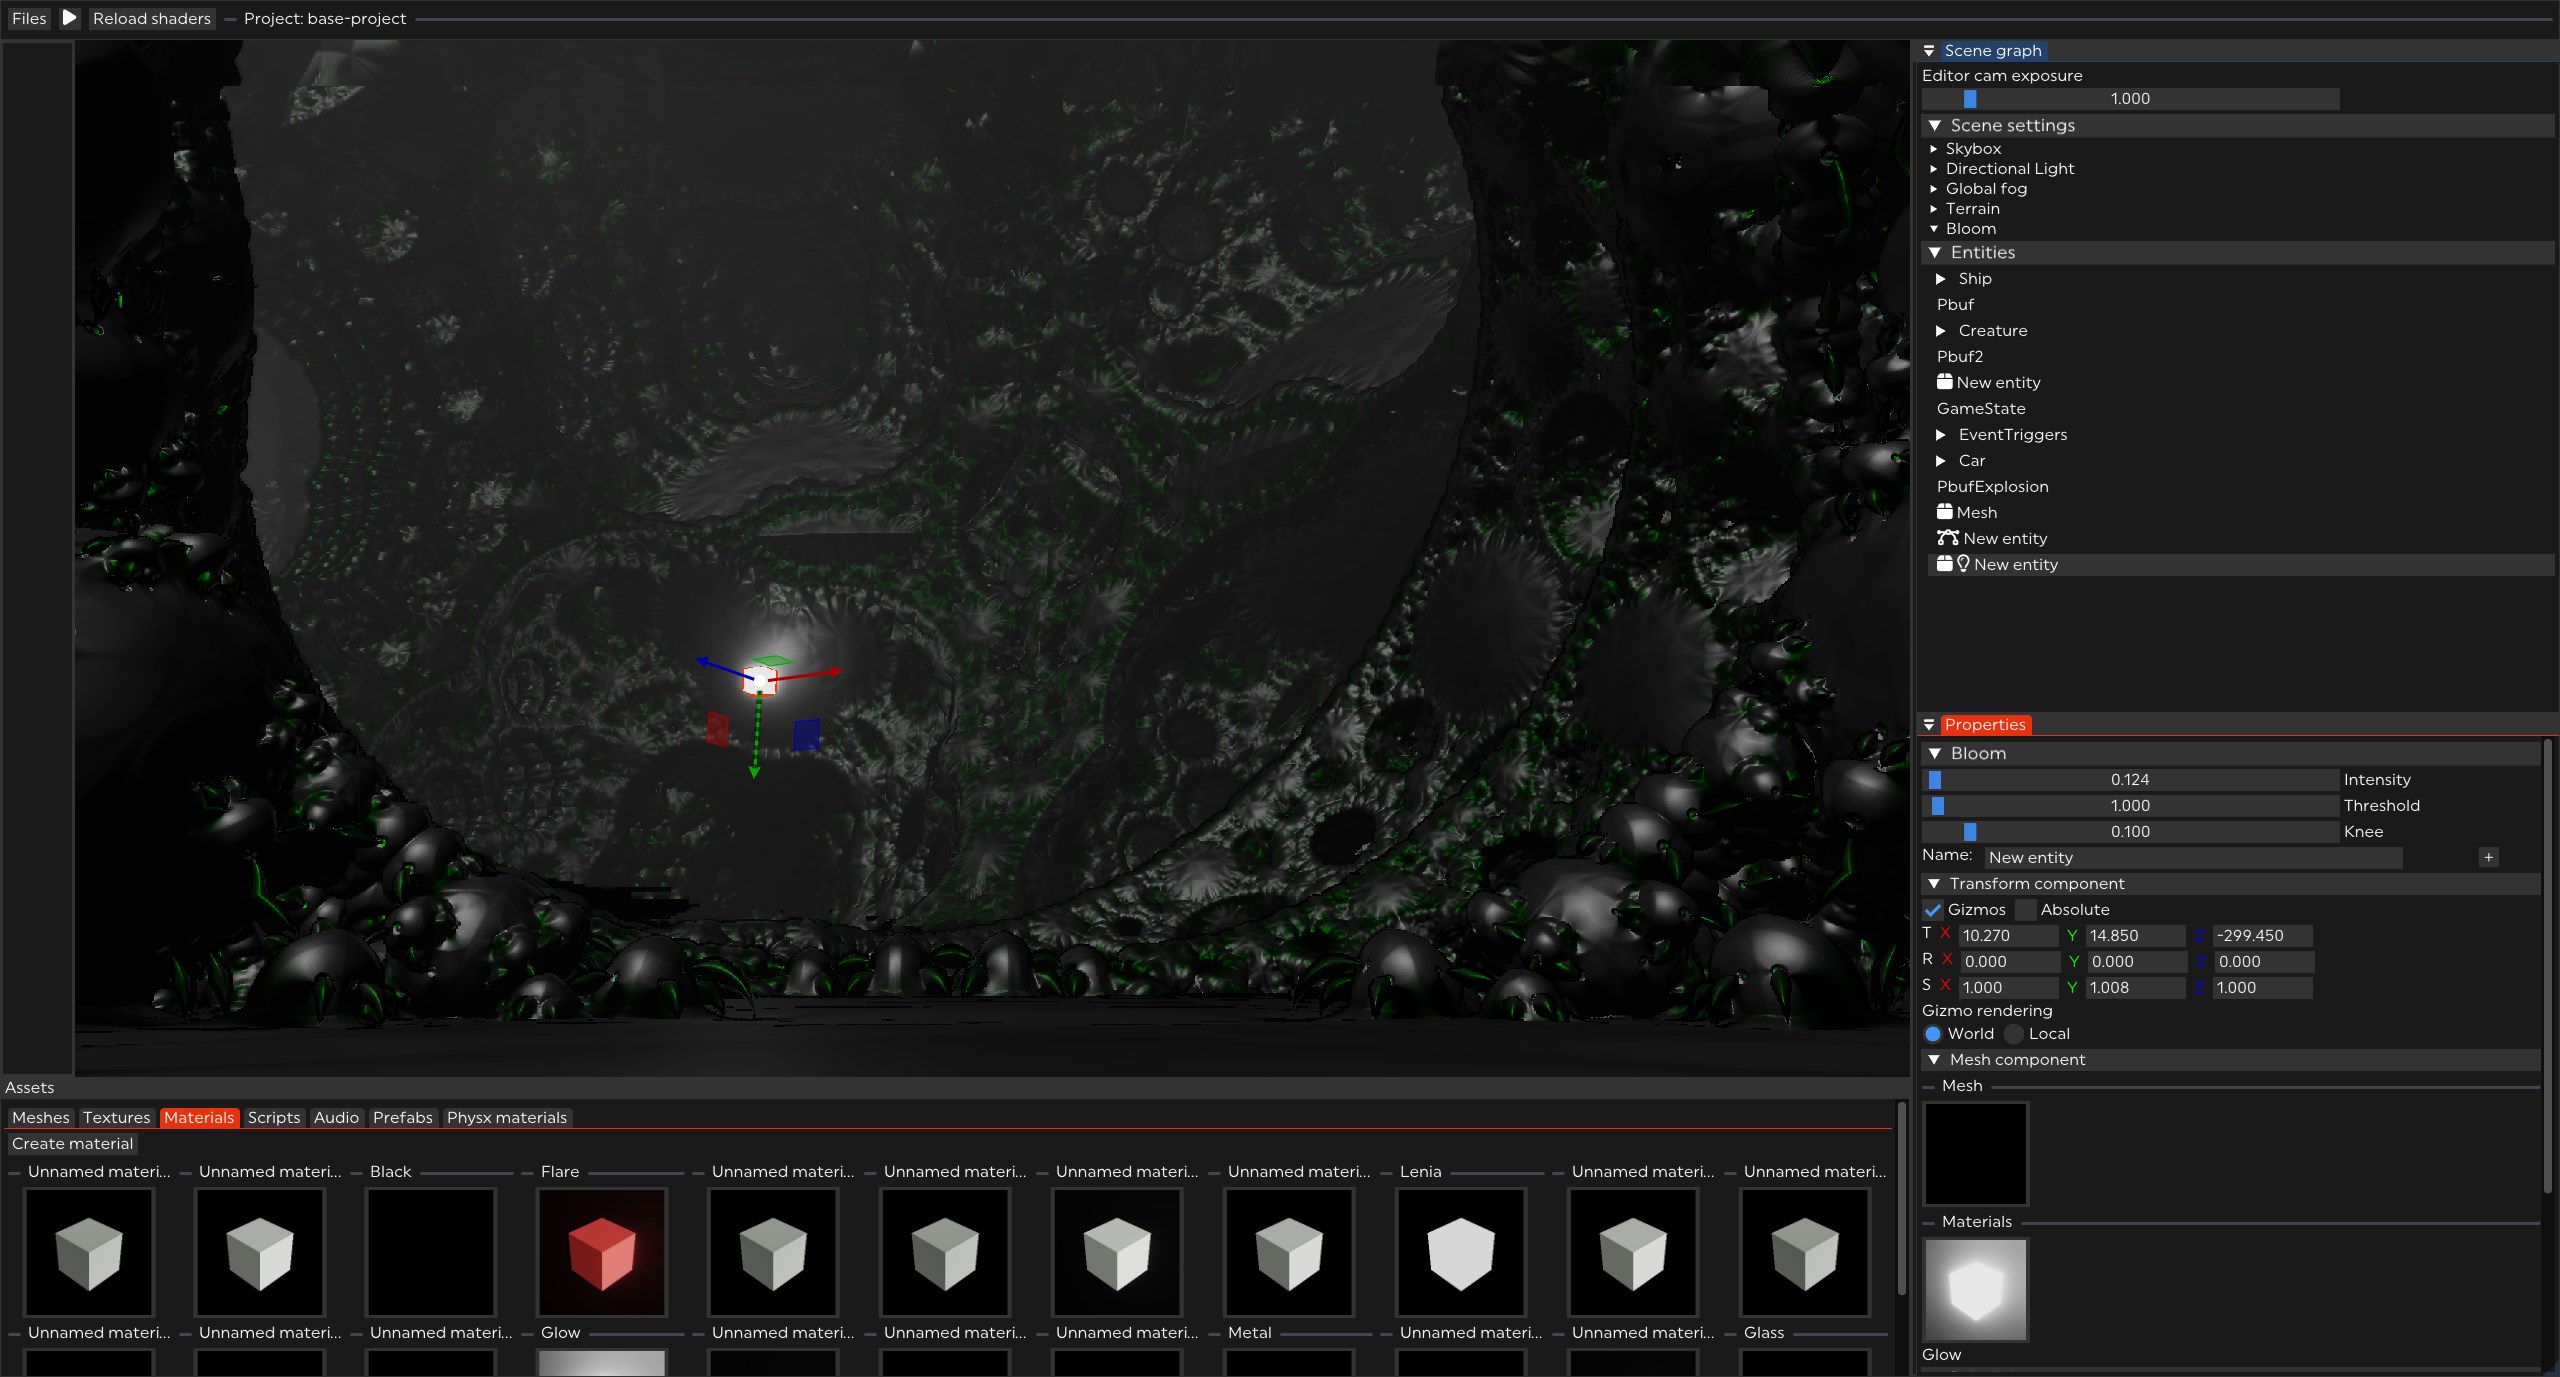 Files Reload shaders Project: base-project
Scene graph
Editor cam exposure
1.000
Scene settings
Skybox
Directional Light
Global fog
Terrain
Bloom
Entities
Ship
Pbuf
Creature
Pbuf2
New entity
GameState
EventTriggers
Car
PbufExplosion
Mesh
New entity
New entity
Properties
Bloom
0.124 Intensity
1.000 Threshold
0.100 Knee
Name: New entity +
Transform component
Gizmos Absolute
T X 10.270 Y 14.850 Z -299.450
R X 0.000 Y 0.000 Z 0.000
S X 1.000 Y 1.008 Z 1.000
Gizmo rendering
World Local
Mesh component
Mesh
Materials
Glow
Assets
Meshes Textures Materials Scripts Audio Prefabs Physx materials
Create material
Unnamed materi... Unnamed materi... Black Flare Unnamed materi... Unnamed materi... Unnamed materi... Unnamed materi... Lenia Unnamed materi... Unnamed materi...
Unnamed materi... Unnamed materi... Unnamed materi... Glow Unnamed materi... Unnamed materi... Unnamed materi... Metal Unnamed materi... Unnamed materi... Glass